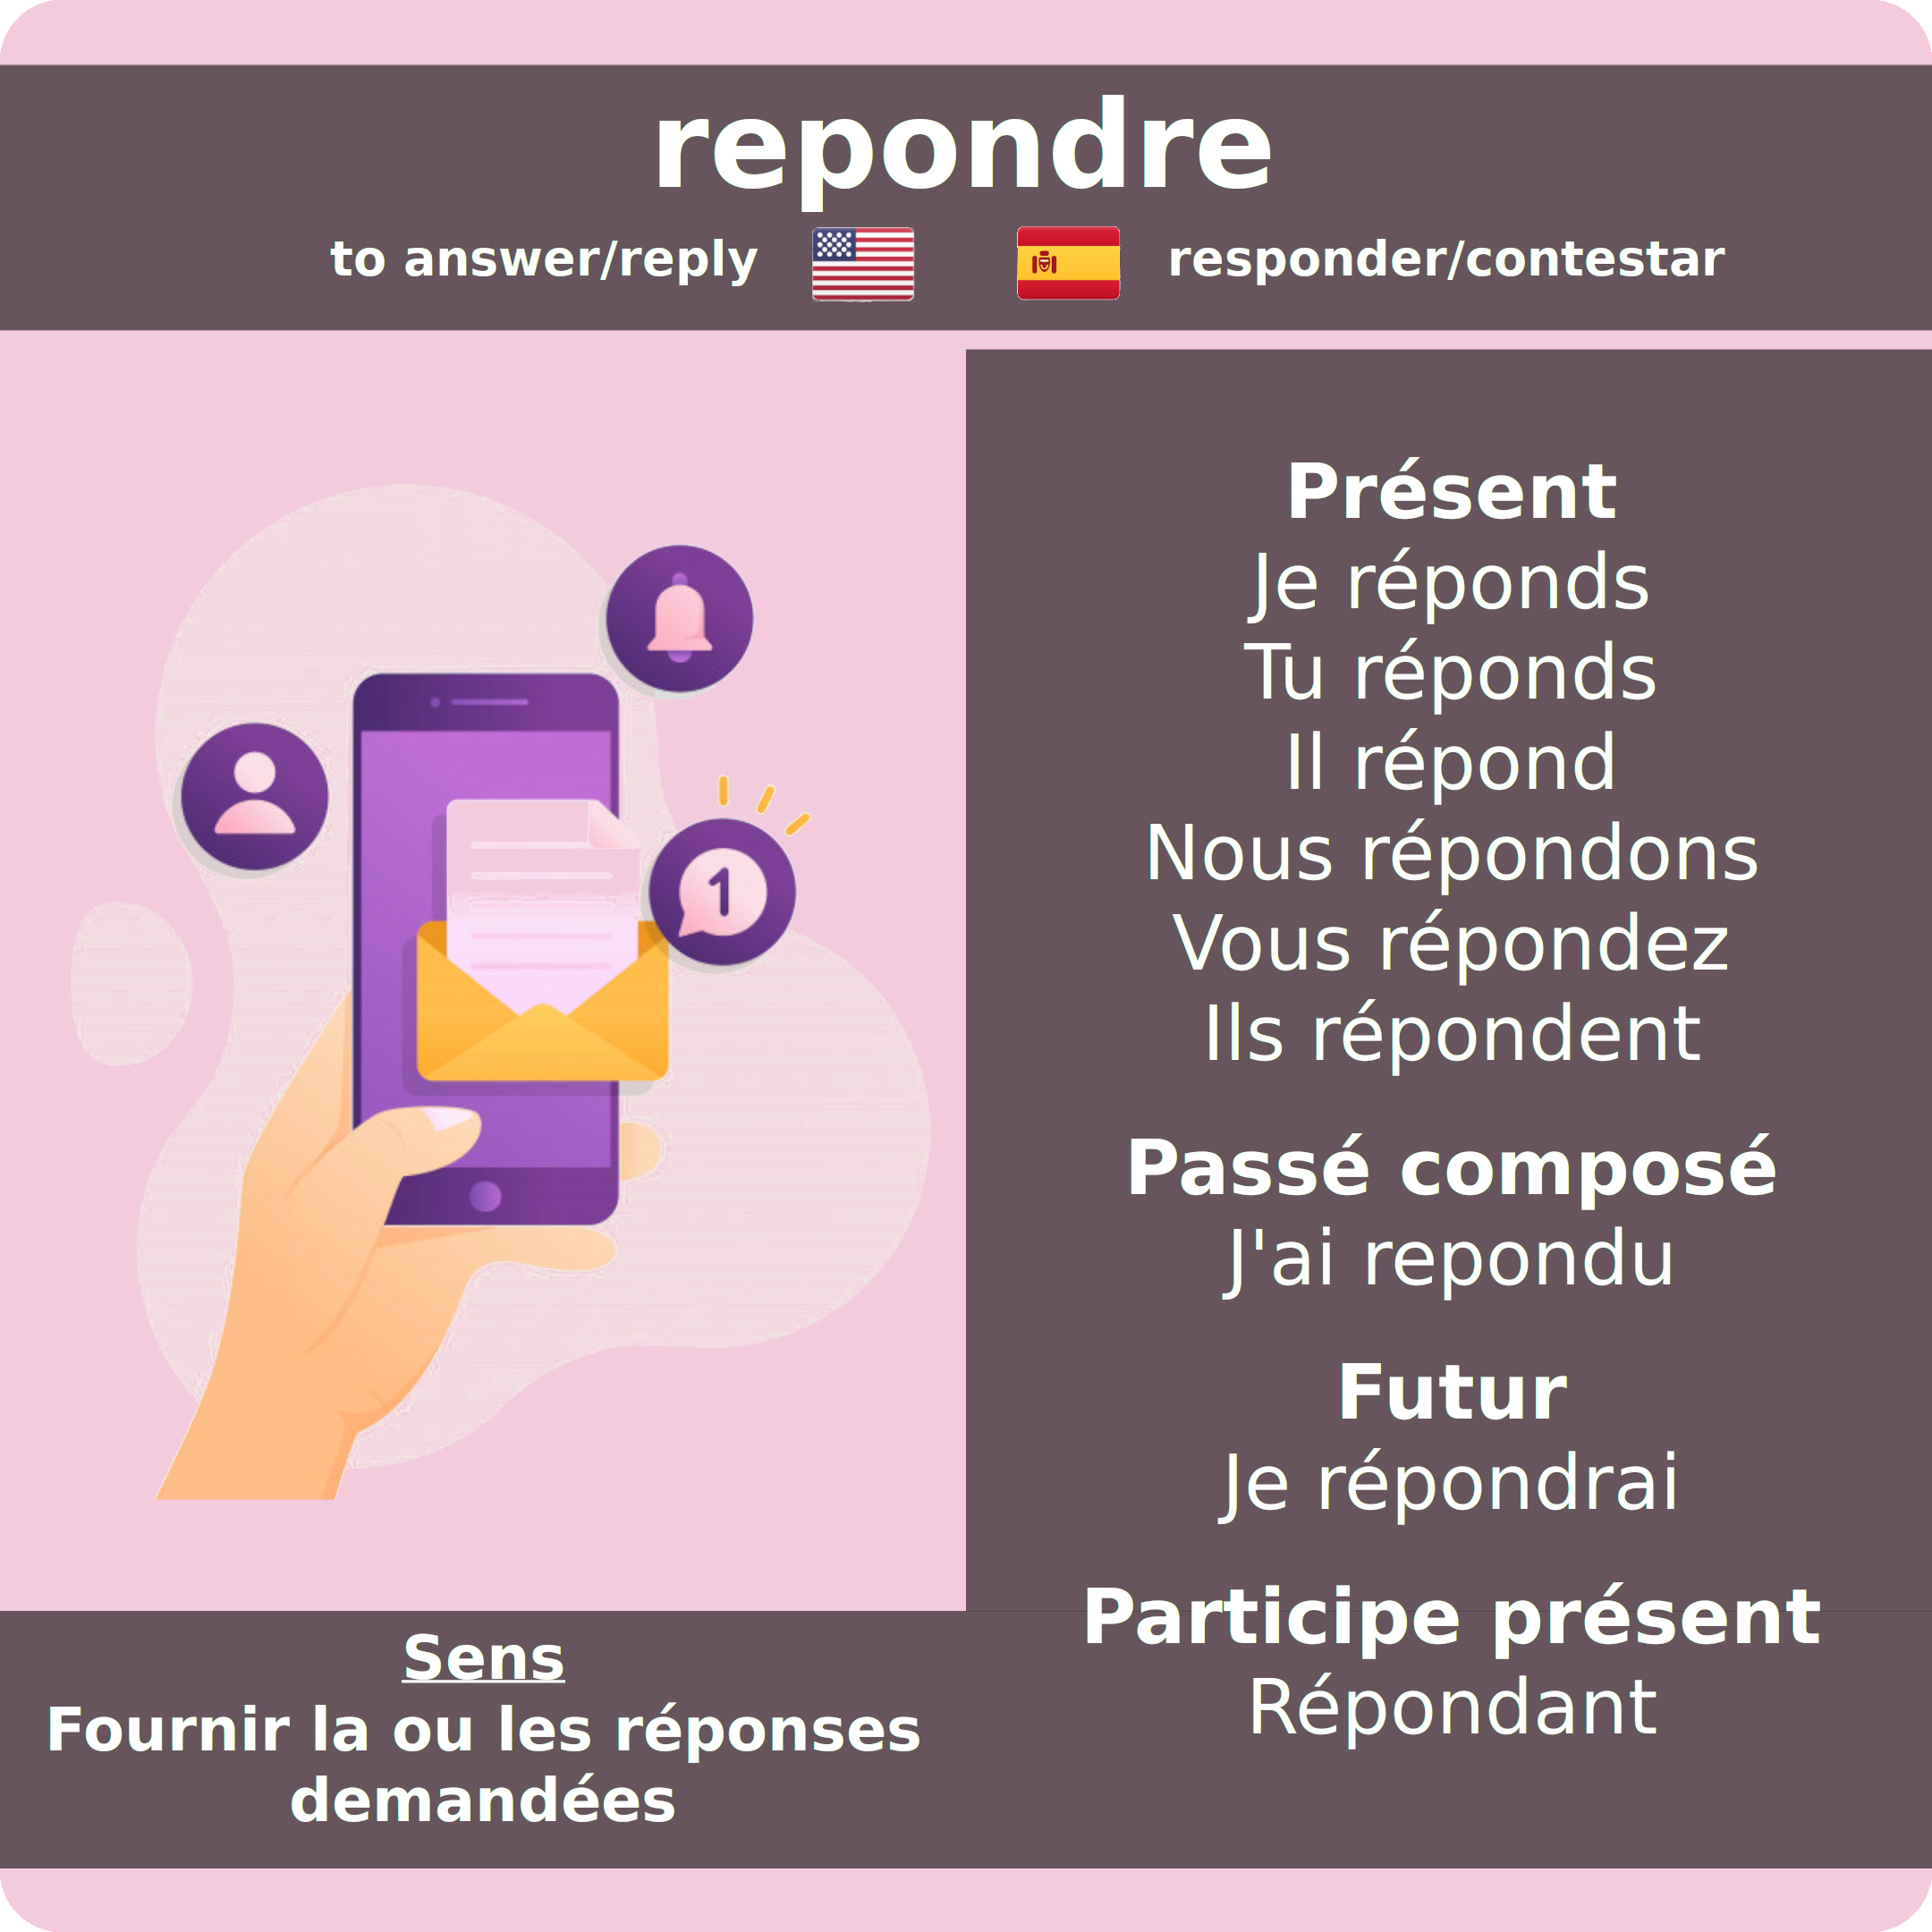 repondre
to answer/reply
responder/contestar
Présent
Je réponds
Tu réponds
Il répond
Nous répondons
Vous répondez
Ils répondent
Passé composé
J'ai repondu
Futur
Je répondrai
Participe présent
Répondant
1
Sens
Fournir la ou les réponses
demandées